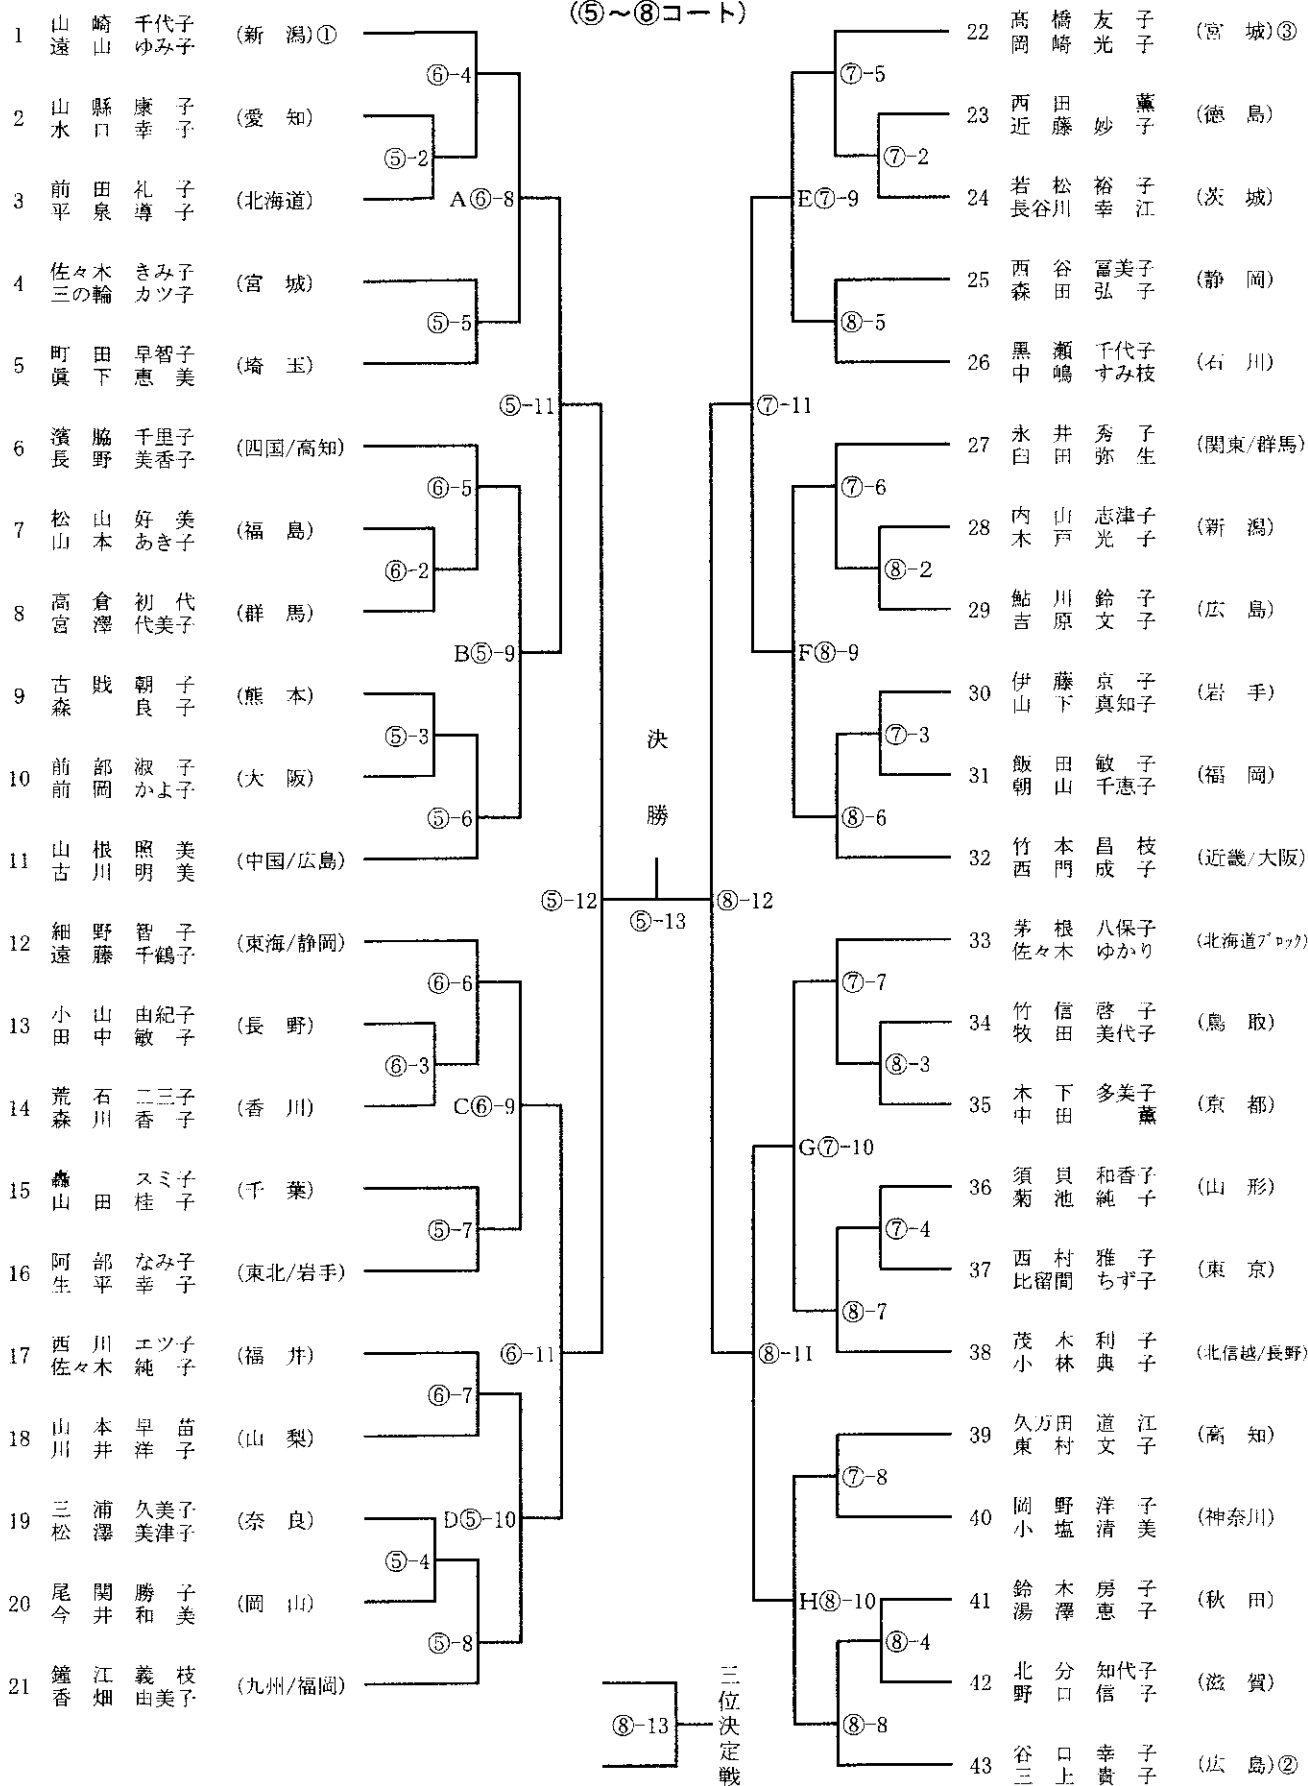 (⑤～⑧コート)
1 山崎 千代子 (新潟)①
遠山 ゆみ子
⑥-4
2 山縣 康子 (愛知)
水口 幸子
⑤-2
3 前田 礼子 (北海道)
平泉 導子
A⑥-8
4 佐々木 きみ子 (宮城)
三の輪 カツ子
⑤-5
5 町田 早智子 (埼玉)
眞下 恵美
⑤-11
6 濱脇 千里子 (四国/高知)
長野 美香子
⑥-5
7 松山 好美 (福島)
山本 あき子
⑥-2
8 高倉 初代 (群馬)
宮澤 代美子
B⑤-9
9 古賎 朝子 (熊本)
森 良子
⑤-3
10 前部 淑子 (大阪)
前岡 かよ子
⑤-6
11 山根 照美 (中国/広島)
古川 明美
⑤-12
12 細野 智子 (東海/静岡)
遠藤 千鶴子
⑥-6
13 小山 由紀子 (長野)
田中 敏子
⑥-3
14 荒石 二三子 (香川)
森川 香子
C⑥-9
15 スミ子 (千葉)
山田 桂子
⑤-7
16 阿部 なみ子 (東北/岩手)
生平 幸子
⑥-11
17 西川 エツ子 (福井)
佐々木 純子
⑥-7
18 山本 早苗 (山梨)
川井 洋子
D⑤-10
19 三浦 久美子 (奈良)
松澤 美津子
⑤-4
20 尾関 勝子 (岡山)
今井 和美
⑤-8
21 鐘江 義枝 (九州/福岡)
香畑 由美子
決勝
⑤-13
⑧-13
三位決定戦
22 髙橋 友子 (宮城)③
岡崎 光子
⑦-5
23 西田 薫 (徳島)
近藤 妙子
⑦-2
24 若松 裕子 (茨城)
長谷川 幸江
E⑦-9
25 西谷 冨美子 (静岡)
森田 弘子
⑧-5
26 黒瀬 千代子 (石川)
中嶋 すみ枝
⑦-11
27 永井 秀子 (関東/群馬)
臼田 弥生
⑦-6
28 内山 志津子 (新潟)
木戸 光子
⑧-2
29 鮎川 鈴子 (広島)
吉原 文子
F⑧-9
30 伊藤 京子 (岩手)
山下 真知子
⑦-3
31 飯田 敏子 (福岡)
朝山 千恵子
⑧-6
32 竹本 昌枝 (近畿/大阪)
西門 成子
⑧-12
33 茅根 八保子 (北海道ブロック)
佐々木 ゆかり
⑦-7
34 竹信 啓子 (鳥取)
牧田 美代子
⑧-3
35 木下 多美子 (京都)
中田 薫
G⑦-10
36 須貝 和香子 (山形)
菊池 純子
⑦-4
37 西村 雅子 (東京)
比留間 ちず子
⑧-7
38 茂木 利子 (北信越/長野)
小林 典子
⑧-11
39 久万田 道江 (高知)
東村 文子
⑦-8
40 岡野 洋子 (神奈川)
小塩 清美
H⑧-10
41 鈴木 房子 (秋田)
湯澤 恵子
⑧-4
42 北分 知代子 (滋賀)
野口 信子
⑧-8
43 谷口 幸子 (広島)②
三上 貴子